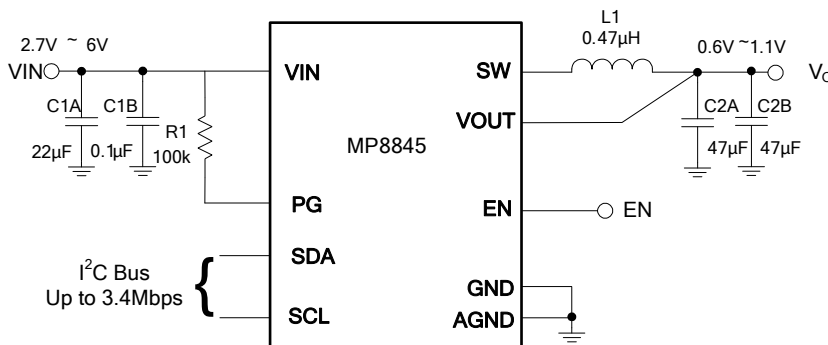 L1
0.47µH
2.7V ~ 6V
VIN
C1A
C1B
22µF
0.1µF
R1
100k
VIN
PG
SDA
SCL
MP8845
SW
VOUT
EN
GND
AGND
EN
0.6V ~1.1V
C2A
C2B
47µF
47µF
I²C Bus
Up to 3.4Mbps
{